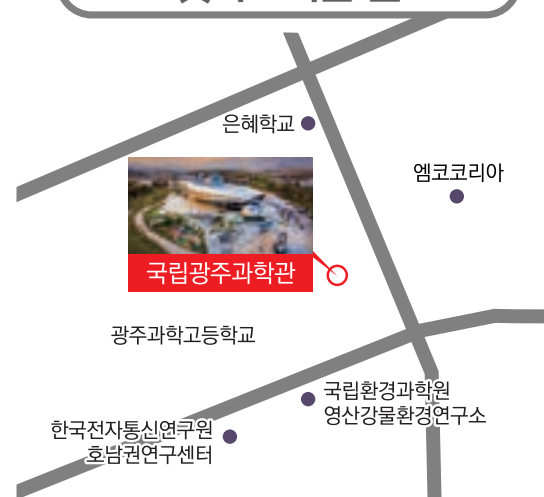 은혜학교
엠코코리아
국립광주과학관
광주과학고등학교
국립환경과학원
영산강물환경연구소
한국전자통신연구원
호남권연구센터